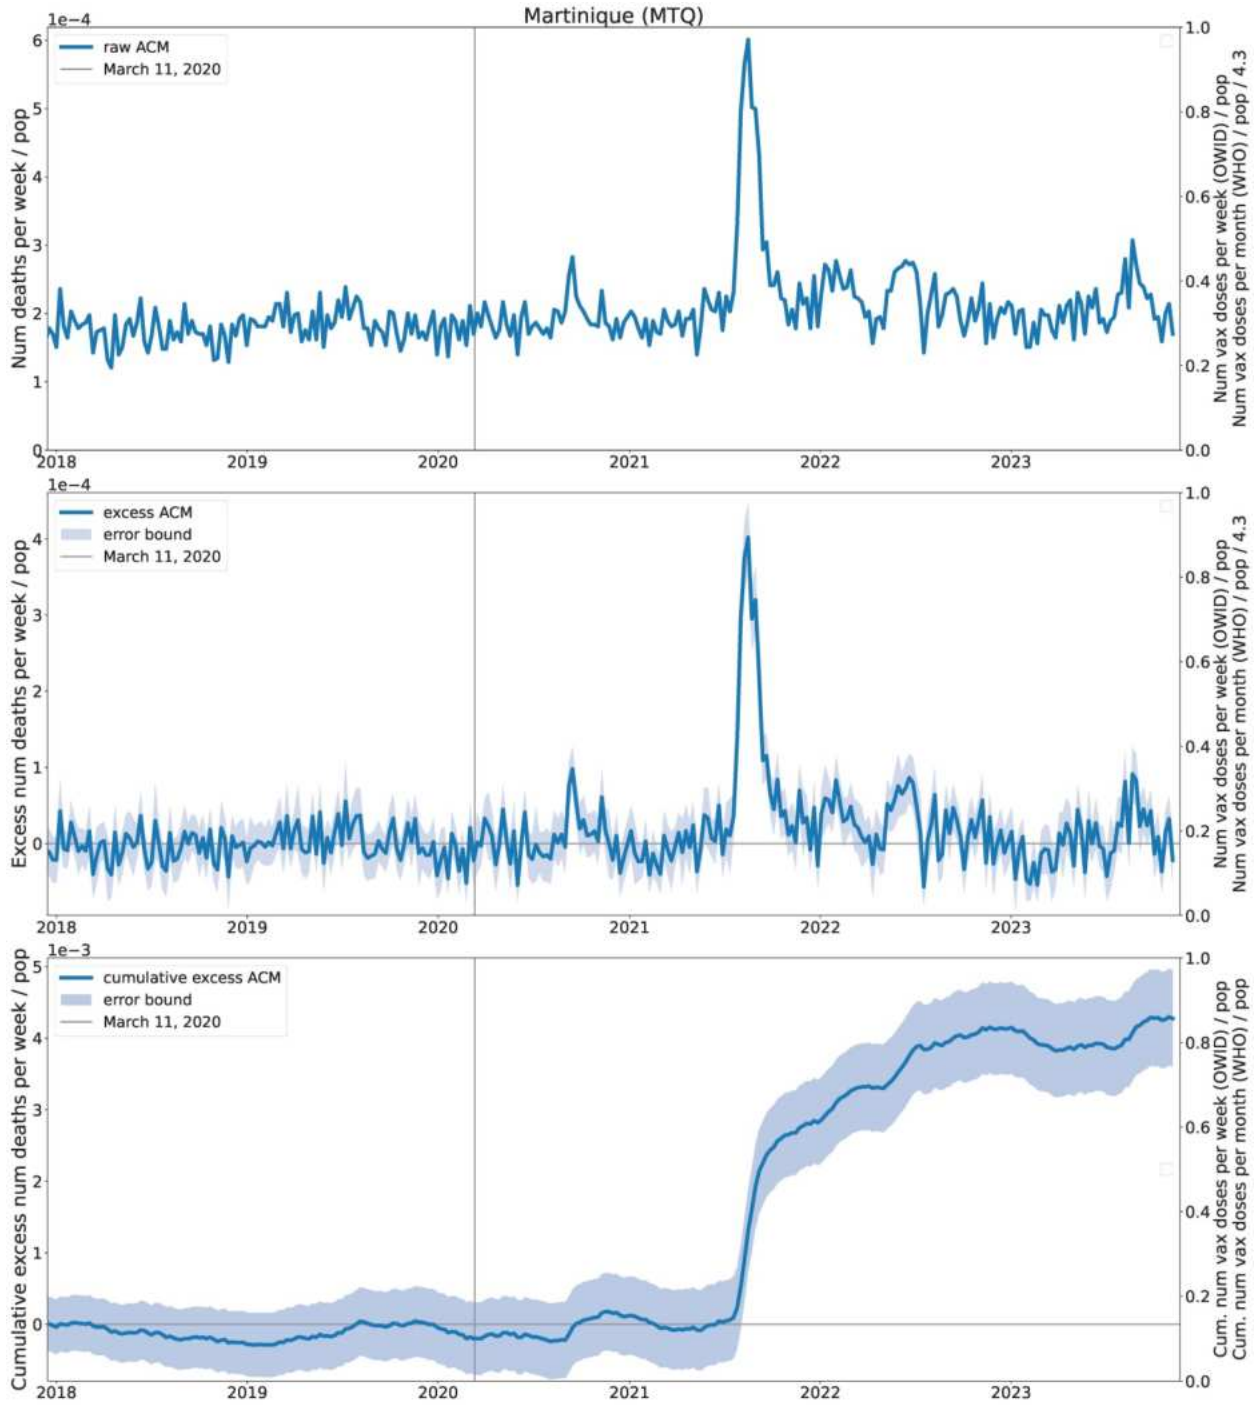 Martinique (MTQ)
1e−4
raw ACM
March 11, 2020
Num deaths per week / pop
6
5
4
3
2
1
0
2018 2019 2020 2021 2022 2023
1.0
0.8
0.6
0.4
0.2
0.0
Num vax doses per week (OWID) / pop
Num vax doses per month (WHO) / pop / 4.3
1e−4
excess ACM
error bound
March 11, 2020
Excess num deaths per week / pop
4
3
2
1
0
2018 2019 2020 2021 2022 2023
1.0
0.8
0.6
0.4
0.2
0.0
Num vax doses per week (OWID) / pop
Num vax doses per month (WHO) / pop / 4.3
1e−3
cumulative excess ACM
error bound
March 11, 2020
Cumulative excess num deaths per week / pop
5
4
3
2
1
0
2018 2019 2020 2021 2022 2023
1.0
0.8
0.6
0.4
0.2
0.0
Cum. num vax doses per week (OWID) / pop
Cum. num vax doses per month (WHO) / pop